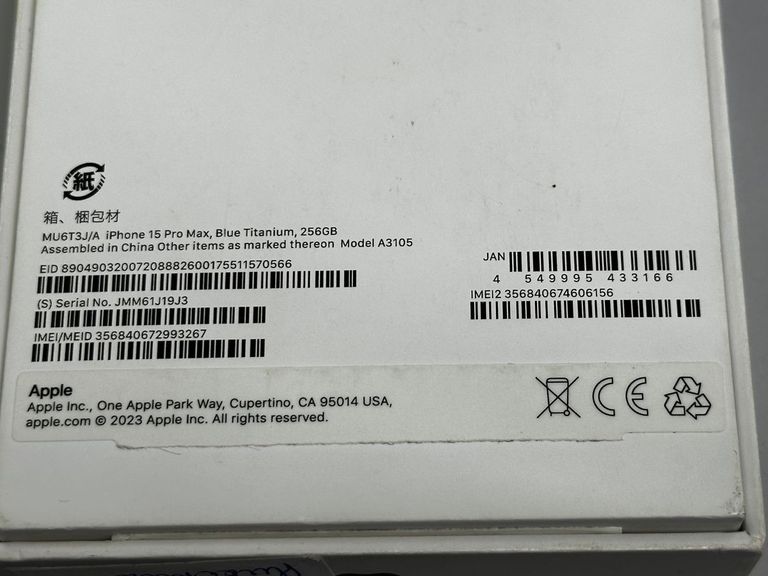 紙
箱、梱包材
MU6T3J/A iPhone 15 Pro Max, Blue Titanium, 256GB
Assembled in China Other items as marked thereon Model A3105
EID 89049032007208882600175511570566
(S) Serial No. JMM61J19J3
IMEI/MEID 356840672993267
JAN
4 549995 433166
IMEI2 356840674606156
Apple
Apple Inc., One Apple Park Way, Cupertino, CA 95014 USA,
apple.com © 2023 Apple Inc. All rights reserved.
CE